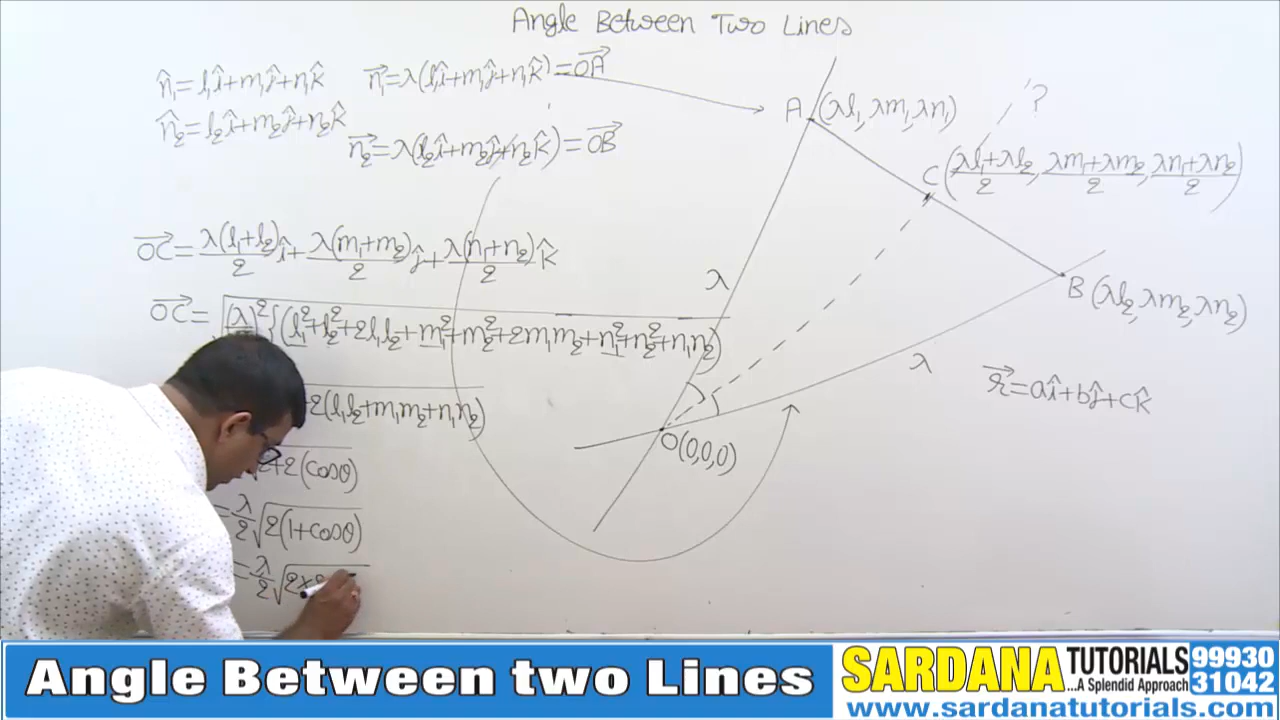 Angle Between Two Lines
n̂₁ = l₁î+m₁ĵ+n₁k̂
n⃗₁ = λ(l₁î+m₁ĵ+n₁k̂) = OA⃗
n̂₂ = l₂î+m₂ĵ+n₂k̂
n⃗₂ = λ(l₂î+m₂ĵ+n₂k̂) = OB⃗
A (λl₁, λm₁, λn₁)
?
C ((λl₁+λl₂)/2, (λm₁+λm₂)/2, (λn₁+λn₂)/2)
OC⃗ = λ(l₁+l₂)/2 î + λ(m₁+m₂)/2 ĵ + λ(n₁+n₂)/2 k̂
λ
B (λl₂, λm₂, λn₂)
OC⃗ = √(λ)² {(l₁²+l₂²+2l₁l₂+m₁²+m₂²+2m₁m₂+n₁²+n₂²+n₁n₂)
λ
r⃗ = aî+bĵ+ck̂
2(l₁l₂+m₁m₂+n₁n₂)
O(0,0,0)
2+2(cosθ)
= λ/2 √2(1+cosθ)
= λ/2 √2×
Angle Between two Lines
SARDANA TUTORIALS 99930 31042
...A Splendid Approach
www.sardanatutorials.com